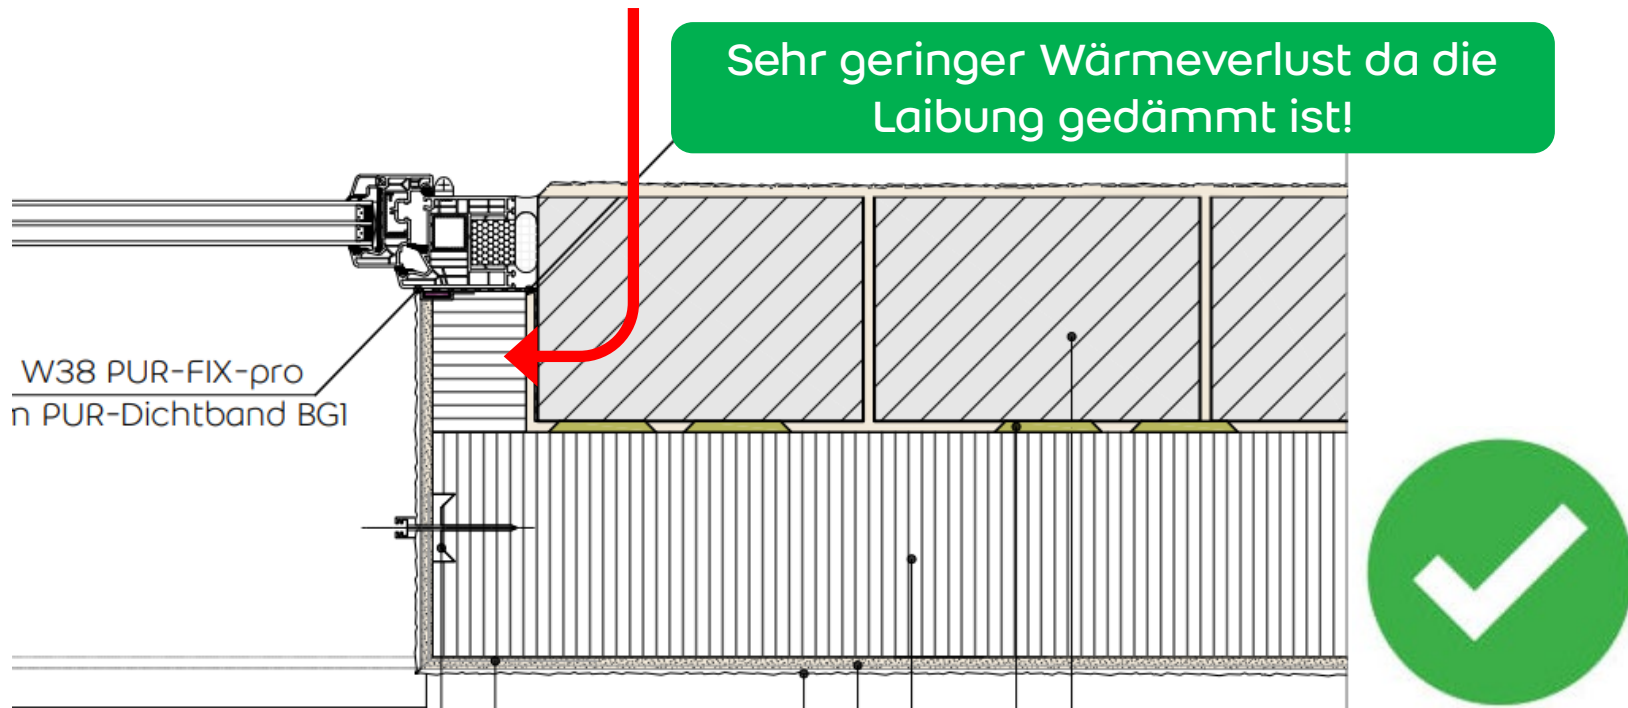 Sehr geringer Wärmeverlust da die
Laibung gedämmt ist!
W38 PUR-FIX-pro
PUR-Dichtband BG1